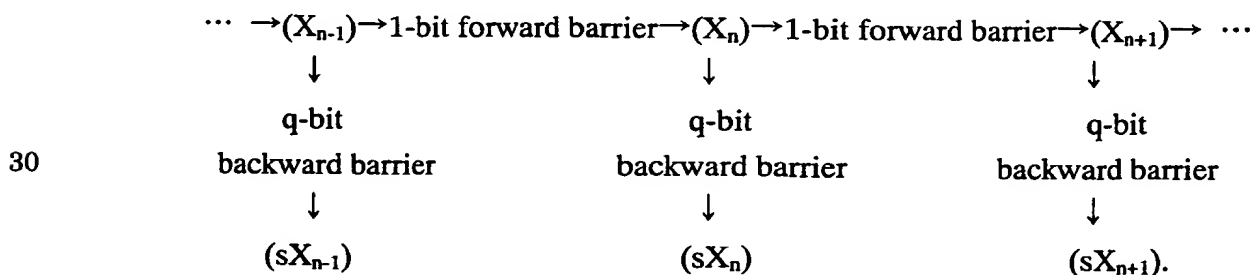 ··· →(Xn-1)→1-bit forward barrier→(Xn)→1-bit forward barrier→(Xn+1)→ ···
↓ ↓ ↓
q-bit q-bit q-bit
30 backward barrier backward barrier backward barrier
↓ ↓ ↓
(sXn-1) (sXn) (sXn+1).